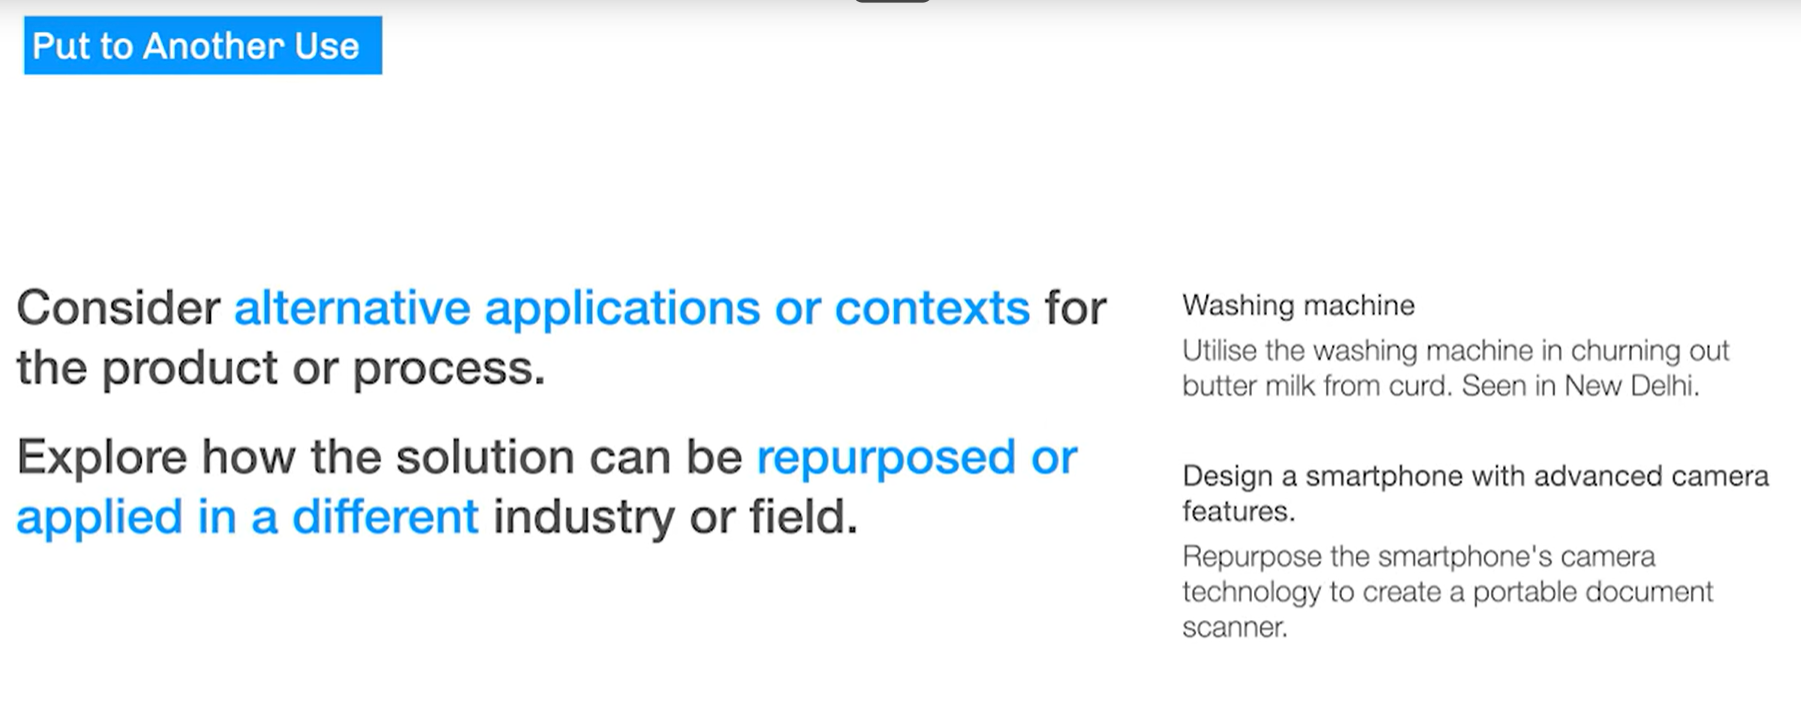 Put to Another Use
Consider alternative applications or contexts for
the product or process.
Explore how the solution can be repurposed or
applied in a different industry or field.
Washing machine
Utilise the washing machine in churning out
butter milk from curd. Seen in New Delhi.
Design a smartphone with advanced camera
features.
Repurpose the smartphone's camera
technology to create a portable document
scanner.